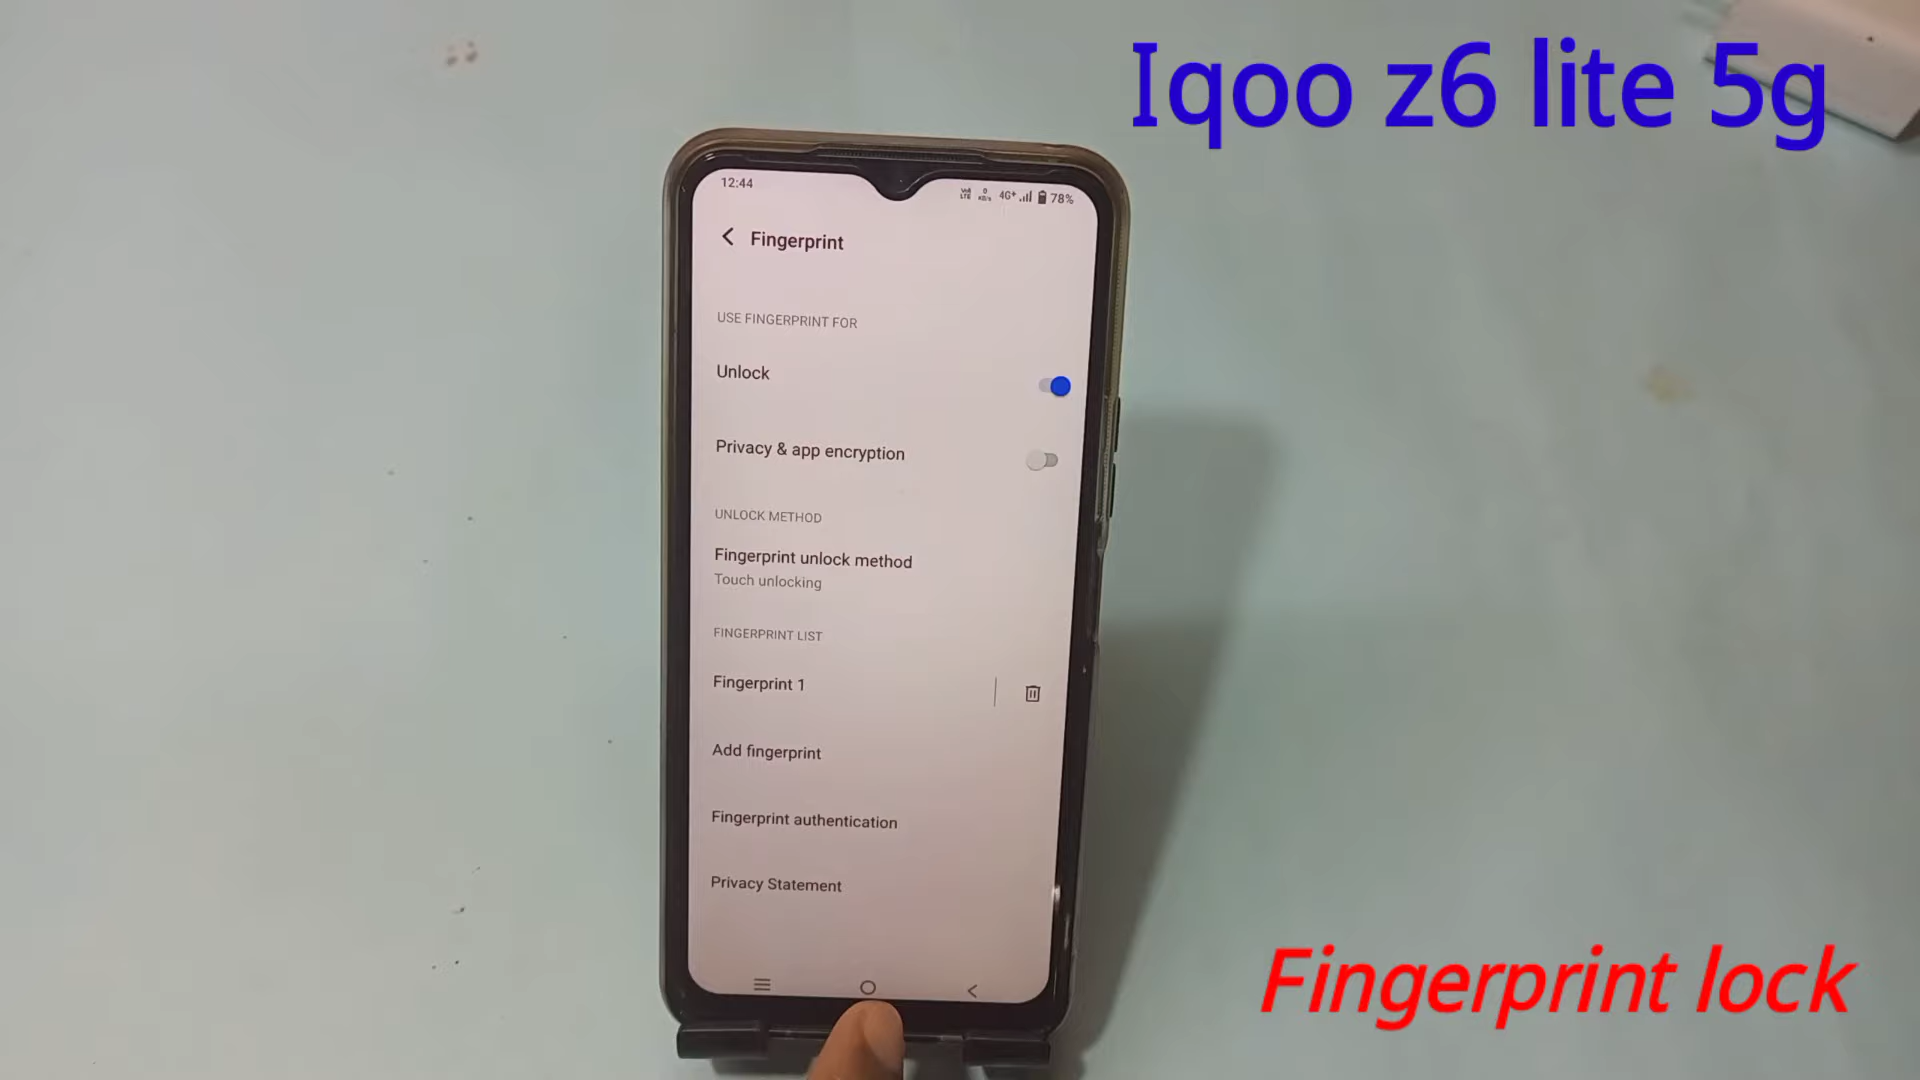 Iqoo z6 lite 5g
12:44
4G+ 78%
Fingerprint
USE FINGERPRINT FOR
Unlock
Privacy & app encryption
UNLOCK METHOD
Fingerprint unlock method
Touch unlocking
FINGERPRINT LIST
Fingerprint 1
Add fingerprint
Fingerprint authentication
Privacy Statement
Fingerprint lock